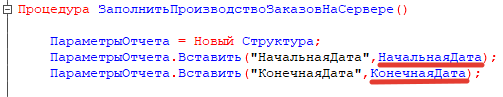 Процедура ЗаполнитьПроизводствоЗаказовНаСервере()
ПараметрыОтчета = Новый Структура;
ПараметрыОтчета.Вставить("НачальнаяДата",НачальнаяДата);
ПараметрыОтчета.Вставить("КонечнаяДата",КонечнаяДата);